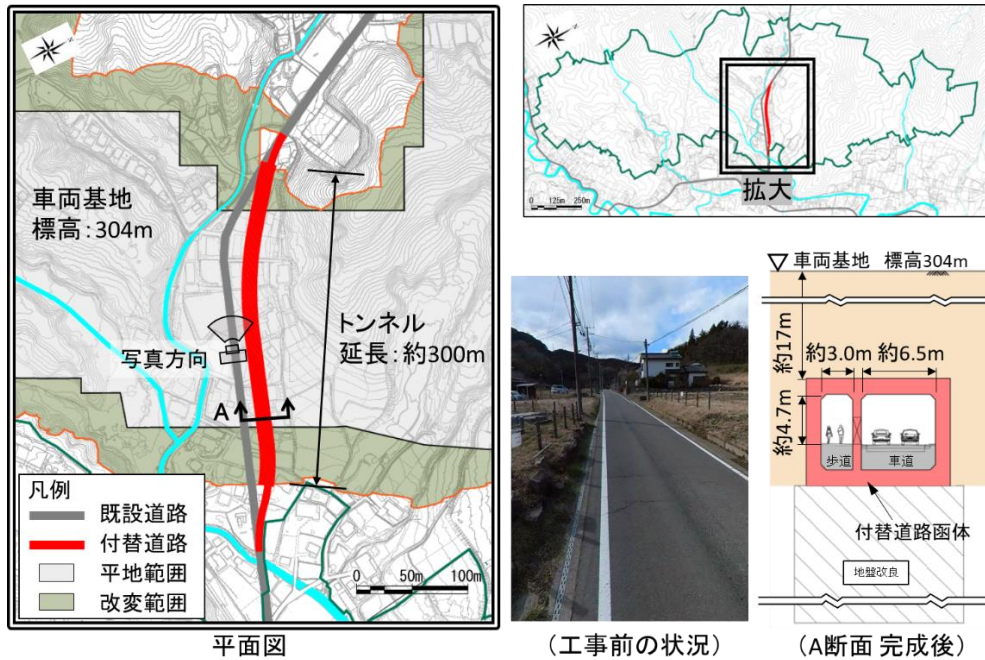 車両基地
標高：304m
写真方向
A
トンネル
延長：約300m
凡例
既設道路
付替道路
平地範囲
改変範囲
0 50m 100m
平面図
拡大
0 125m 250m
（工事前の状況）
車両基地 標高304m
約17m
約3.0m 約6.5m
約4.7m
歩道
車道
付替道路函体
地盤改良
（A断面 完成後）